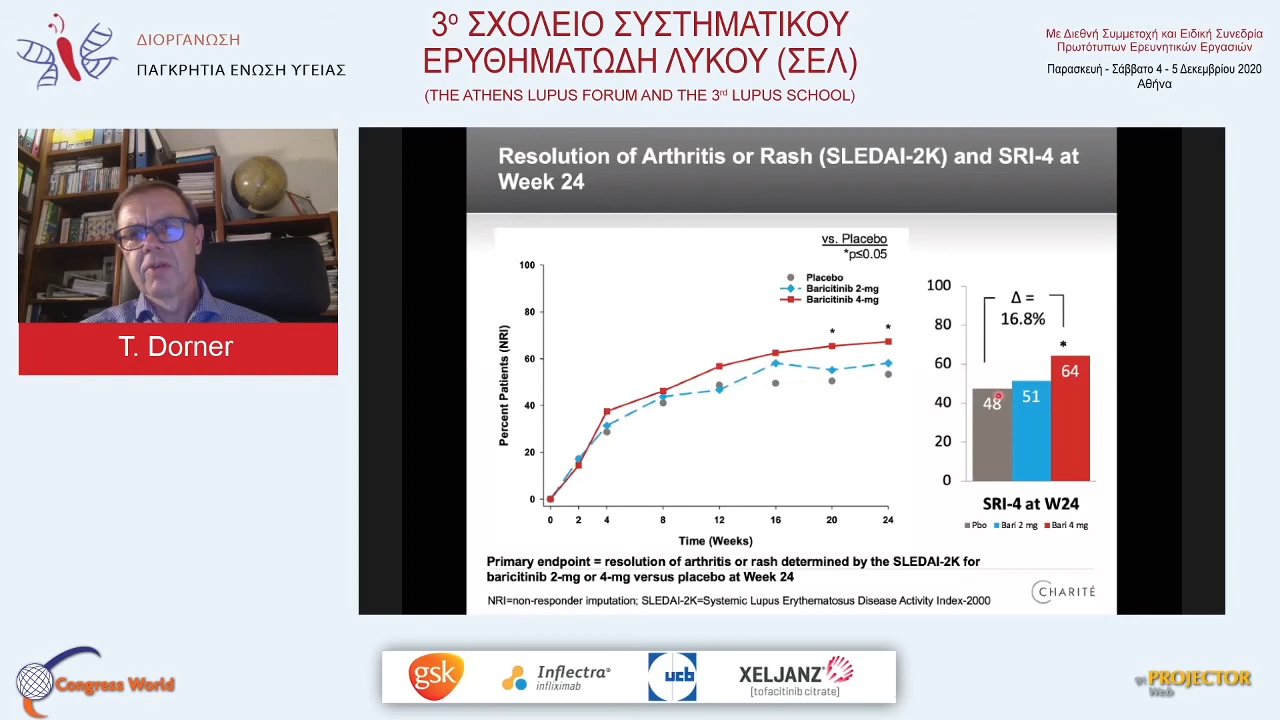 ΔΙΟΡΓΑΝΩΣΗ
ΠΑΓΚΡΗΤΙΑ ΕΝΩΣΗ ΥΓΕΙΑΣ
3ο ΣΧΟΛΕΙΟ ΣΥΣΤΗΜΑΤΙΚΟΥ
ΕΡΥΘΗΜΑΤΩΔΗ ΛΥΚΟΥ (ΣΕΛ)
(THE ATHENS LUPUS FORUM AND THE 3rd LUPUS SCHOOL)
Με Διεθνή Συμμετοχή και Ειδική Συνεδρία
Πρωτότυπων Ερευνητικών Εργασιών
Παρασκευή - Σάββατο 4 - 5 Δεκεμβρίου 2020
Αθήνα
T. Dorner
Resolution of Arthritis or Rash (SLEDAI-2K) and SRI-4 at
Week 24
vs. Placebo
*p≤0.05
Placebo
Baricitinib 2-mg
Baricitinib 4-mg
Percent Patients (NRI)
100
80
60
40
20
0
* *
0 2 4 8 12 16 20 24
Time (Weeks)
100
80
60
40
20
0
Δ =
16.8%
*
48 51 64
SRI-4 at W24
Pbo Bari 2 mg Bari 4 mg
Primary endpoint = resolution of arthritis or rash determined by the SLEDAI-2K for
baricitinib 2-mg or 4-mg versus placebo at Week 24
NRI=non-responder imputation; SLEDAI-2K=Systemic Lupus Erythematosus Disease Activity Index-2000
CHARITÉ
Congress World
gsk
Inflectra®
infliximab
ucb
XELJANZ®
[tofacitinib citrate]
BY PROJECTOR
Web